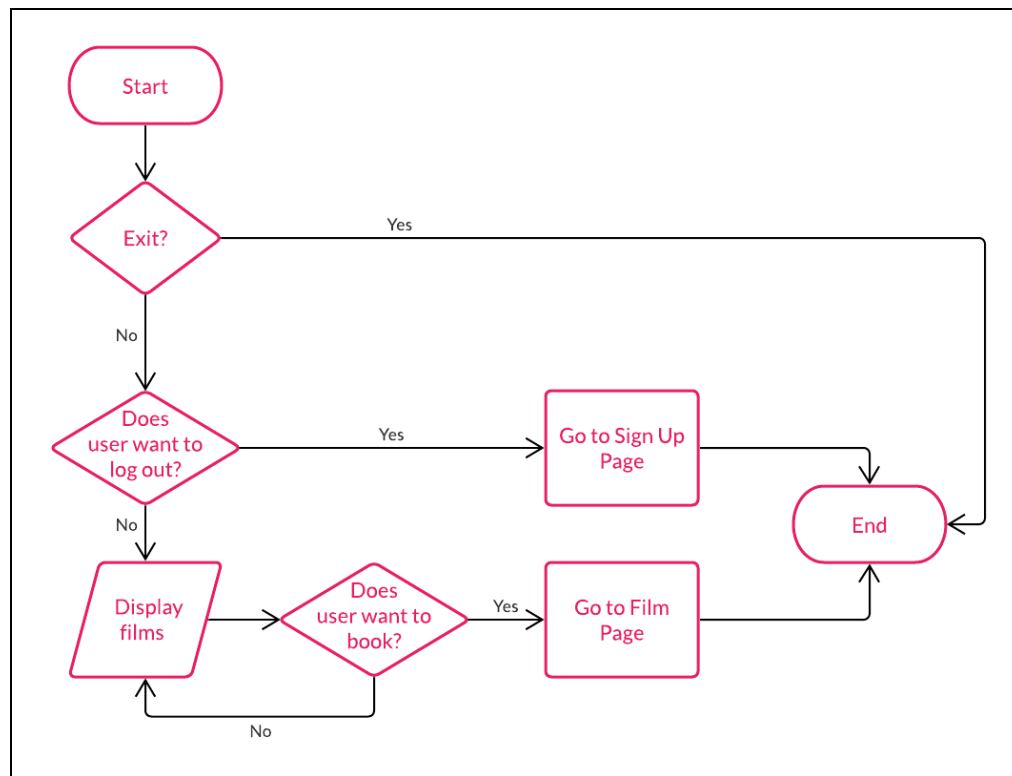 Start
Yes
Exit?
No
Does
user want to
log out?
Yes
Go to Sign Up
Page
End
No
Display
films
Does
user want to
book?
Yes
Go to Film
Page
No